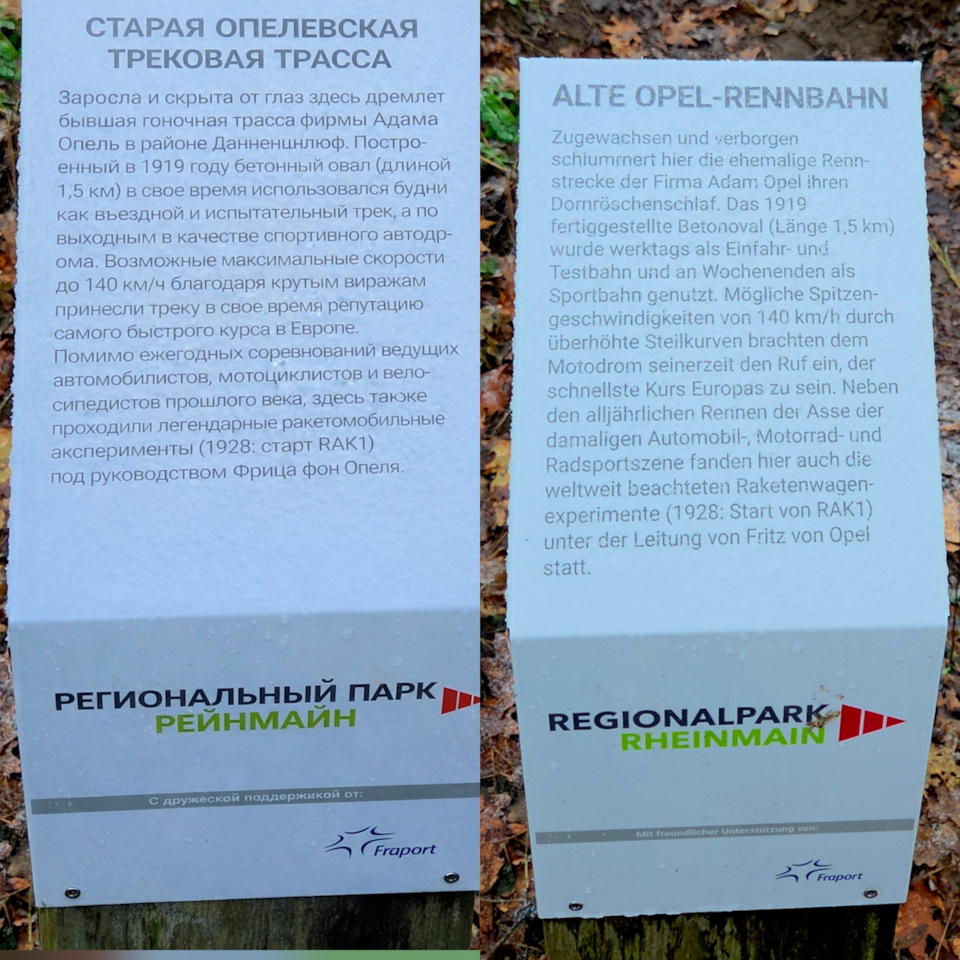 СТАРАЯ ОПЕЛЕВСКАЯ
ТРЕКОВАЯ ТРАССА
Заросла и скрыта от глаз здесь дремлет
бывшая гоночная трасса фирмы Адама
Опель в районе Данненшлюф. Постро-
енный в 1919 году бетонный овал (длиной
1,5 км) в свое время использовался будни
как въездной и испытательный трек, а по
выходным в качестве спортивного автодр-
ома. Возможные максимальные скорости
до 140 км/ч благодаря крутым виражам
принесли треку в свое время репутацию
самого быстрого курса в Европе.
Помимо ежегодных соревнований ведущих
автомобилистов, мотоциклистов и вело-
сипедистов прошлого века, здесь также
проходили легендарные ракетомобильные
аксперименты (1928: старт RAK1)
под руководством Фрица фон Опеля.
РЕГИОНАЛЬНЫЙ ПАРК
РЕЙНМАЙН
С дружеской поддержикой от:
Fraport
ALTE OPEL-RENNBAHN
Zugewachsen und verborgen
schlummert hier die ehemalige Renn-
strecke der Firma Adam Opel ihren
Dornröschenschlaf. Das 1919
fertiggestellte Betonoval (Länge 1,5 km)
wurde werktags als Einfahr- und
Testbahn und an Wochenenden als
Sportbahn genutzt. Mögliche Spitzen-
geschwindigkeiten von 140 km/h durch
überhöhte Steilkurven brachten dem
Motodrom seinerzeit den Ruf ein, der
schnellste Kurs Europas zu sein. Neben
den alljährlichen Rennen der Asse der
damaligen Automobil-, Motorrad- und
Radsportszene fanden hier auch die
weltweit beachteten Raketenwagen-
experimente (1928: Start von RAK1)
unter der Leitung von Fritz von Opel
statt.
REGIONALPARK
RHEINMAIN
Mit freundlicher Unterstützung von:
Fraport